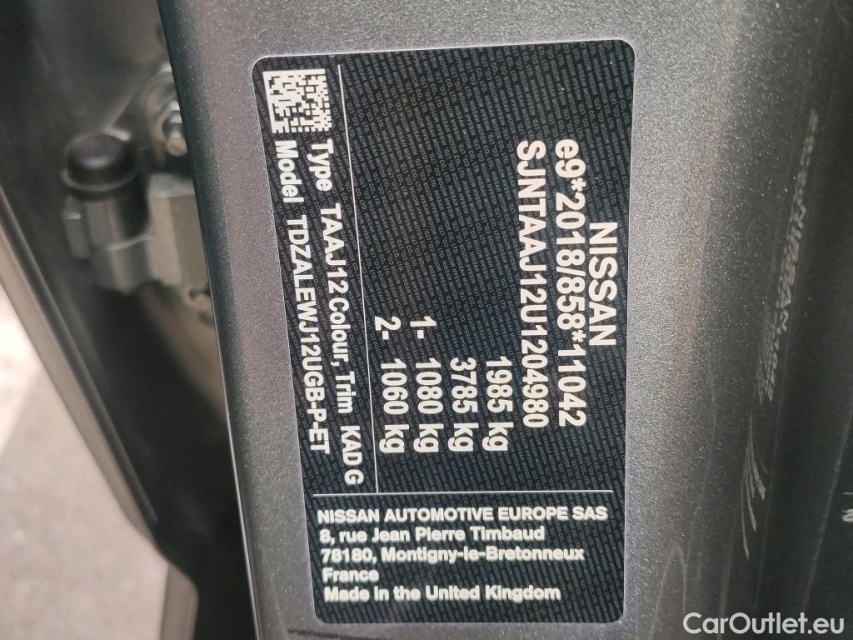 NISSAN
e9*2018/858*11042
SJNTAAJ12U1204980
1985 kg
3785 kg
1- 1080 kg
2- 1060 kg
Type TAAJ12 Colour, Trim KAD G
Model TDZALEWJ12UGB-P-ET
NISSAN AUTOMOTIVE EUROPE SAS
8, rue Jean Pierre Timbaud
78180, Montigny-le-Bretonneux
France
Made in the United Kingdom
CarOutlet.eu